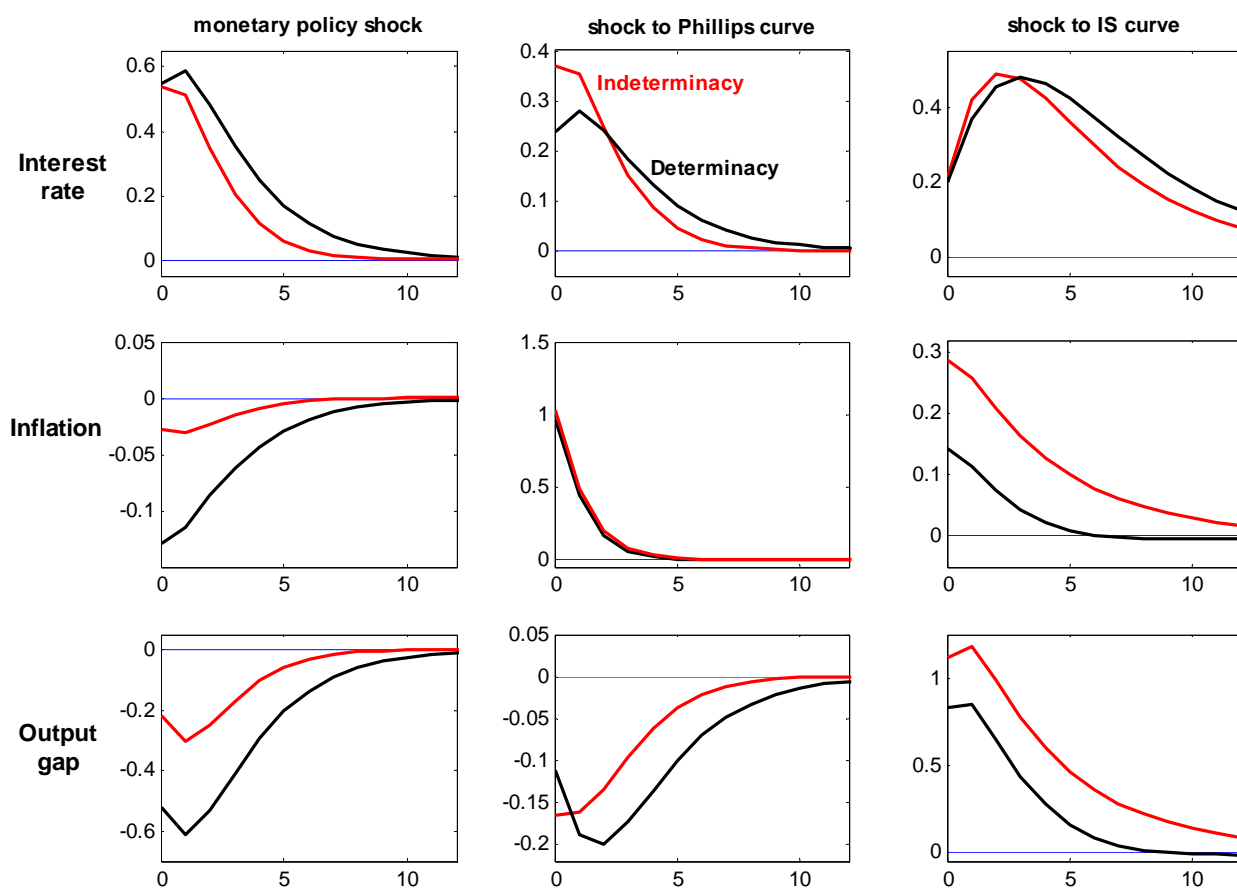 monetary policy shock
shock to Phillips curve
shock to IS curve
Interest
rate
0.6
0.4
0.2
0
0 5 10
0.4
0.3
0.2
0.1
0
Indeterminacy
Determinacy
0 5 10
0.4
0.2
0
0 5 10
Inflation
0.05
0
-0.05
-0.1
0 5 10
1.5
1
0.5
0
0 5 10
0.3
0.2
0.1
0
0 5 10
Output
gap
0
-0.2
-0.4
-0.6
0 5 10
0.05
0
-0.05
-0.1
-0.15
-0.2
0 5 10
1
0.5
0
0 5 10